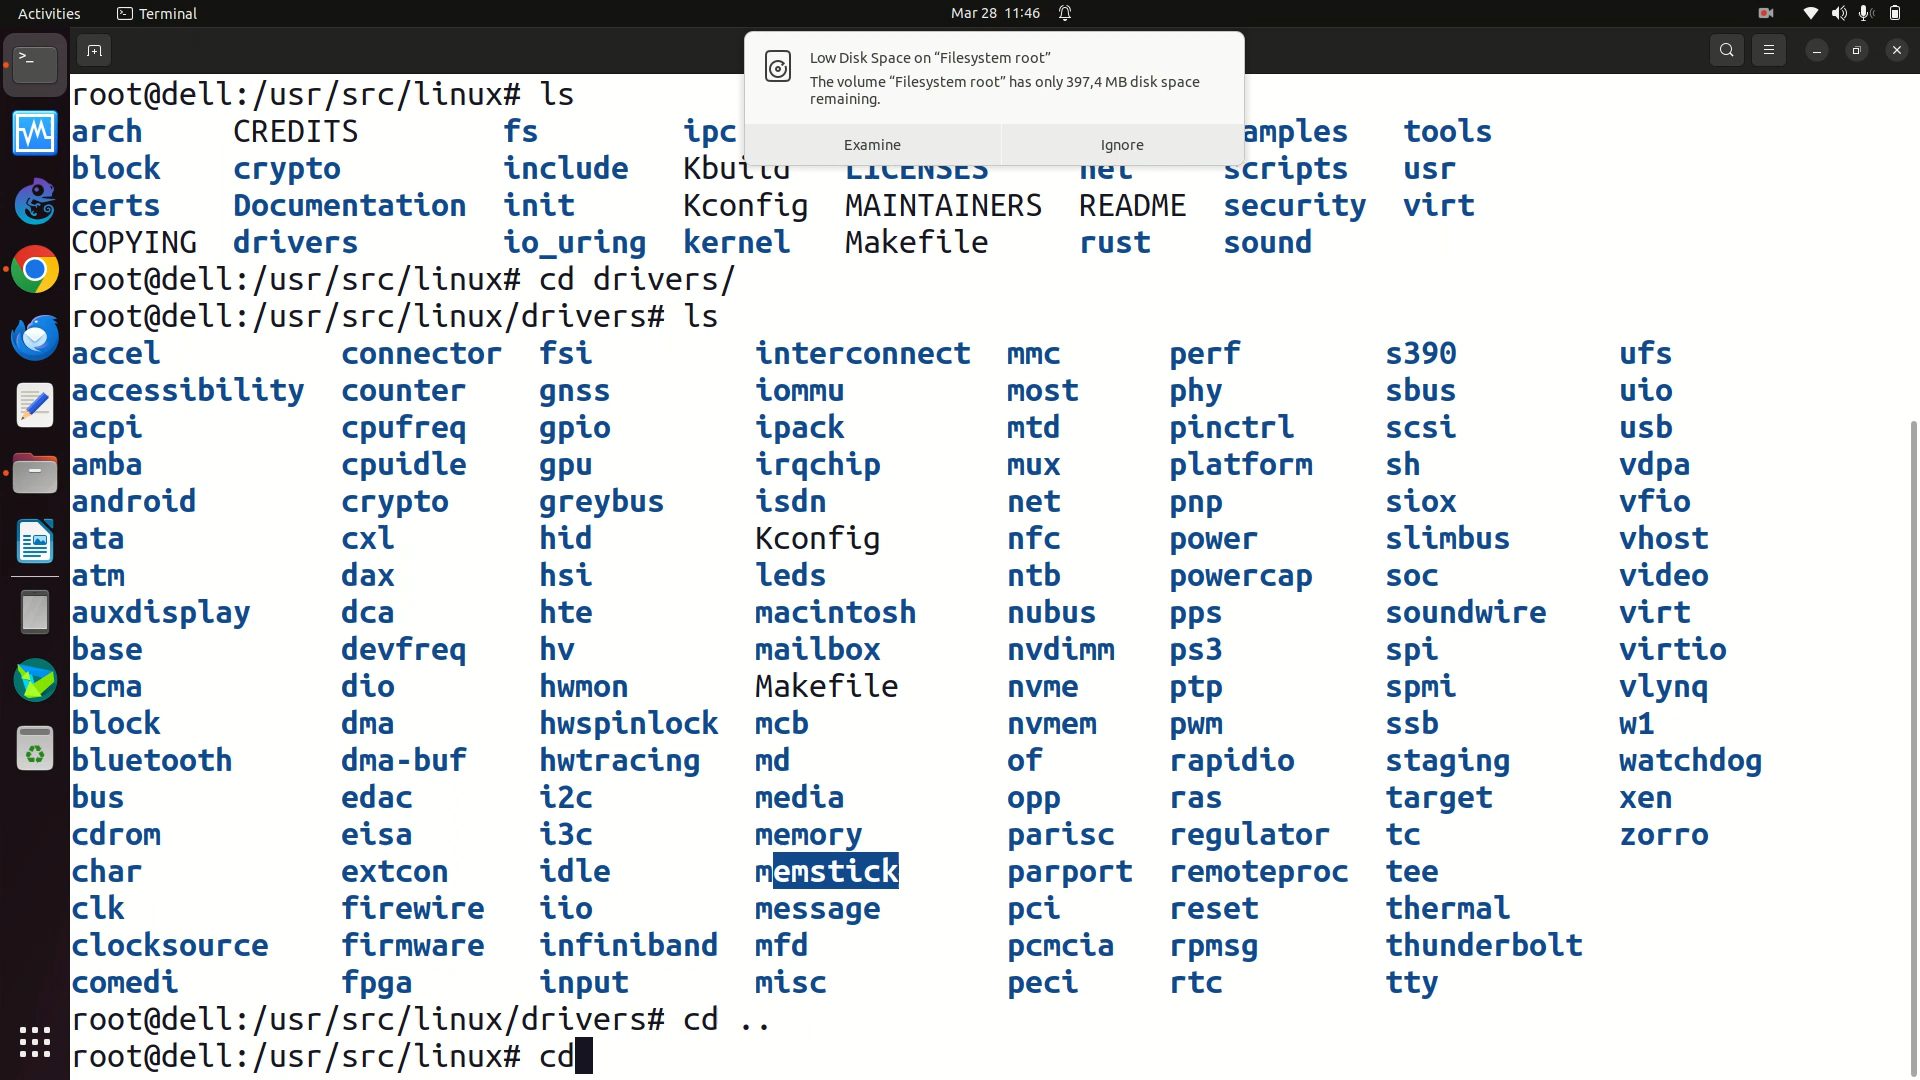 Activities Terminal Mar 28 11:46
Low Disk Space on “Filesystem root”
The volume “Filesystem root” has only 397,4 MB disk space
remaining.
Examine Ignore
root@dell:/usr/src/linux# ls
arch CREDITS fs ipc amples tools
block crypto include Kbuild LICENSES net scripts usr
certs Documentation init Kconfig MAINTAINERS README security virt
COPYING drivers io_uring kernel Makefile rust sound
root@dell:/usr/src/linux# cd drivers/
root@dell:/usr/src/linux/drivers# ls
accel connector fsi interconnect mmc perf s390 ufs
accessibility counter gnss iommu most phy sbus uio
acpi cpufreq gpio ipack mtd pinctrl scsi usb
amba cpuidle gpu irqchip mux platform sh vdpa
android crypto greybus isdn net pnp siox vfio
ata cxl hid Kconfig nfc power slimbus vhost
atm dax hsi leds ntb powercap soc video
auxdisplay dca hte macintosh nubus pps soundwire virt
base devfreq hv mailbox nvdimm ps3 spi virtio
bcma dio hwmon Makefile nvme ptp spmi vlynq
block dma hwspinlock mcb nvmem pwm ssb w1
bluetooth dma-buf hwtracing md of rapidio staging watchdog
bus edac i2c media opp ras target xen
cdrom eisa i3c memory parisc regulator tc zorro
char extcon idle memstick parport remoteproc tee
clk firewire iio message pci reset thermal
clocksource firmware infiniband mfd pcmcia rpmsg thunderbolt
comedi fpga input misc peci rtc tty
root@dell:/usr/src/linux/drivers# cd ..
root@dell:/usr/src/linux# cd